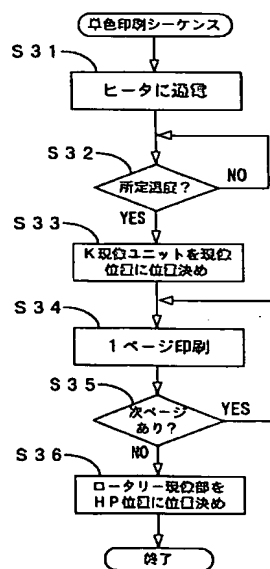 単色印刷シーケンス
S31
ヒータに通電
S32
所定温度?
NO
YES
S33
K現像ユニットを現像
位置に位置決め
S34
1ページ印刷
S35
次ページ
あり?
YES
NO
S36
ロータリー現像部を
HP位置に位置決め
終了